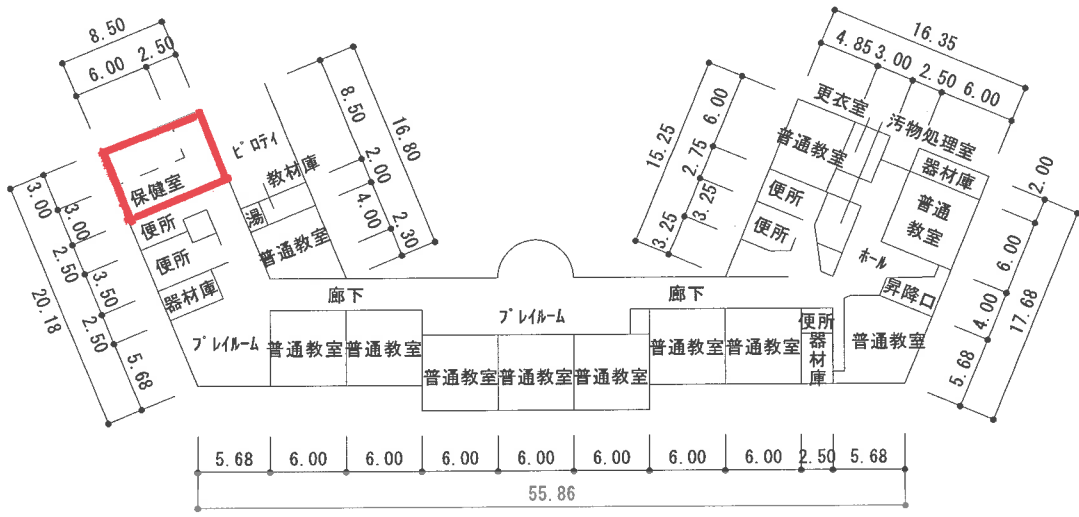 8.50
6.00 2.50
保健室
ピロティ
教材庫
湯
普通教室
便所
便所
器材庫
プレイルーム
3.00
3.00
2.50
3.50
2.50
5.68
20.18
8.50
2.00
4.00
2.30
16.80
16.35
4.85 3.00 2.50 6.00
更衣室
汚物処理室
普通教室
器材庫
便所
便所
普通
教室
ホール
昇降口
15.25
6.00
2.75
3.25
3.25
2.00
6.00
4.00
5.68
17.68
廊下
プレイルーム
廊下
普通教室
普通教室
普通教室
普通教室
普通教室
普通教室
普通教室
便所
器材庫
普通教室
5.68 6.00 6.00 6.00 6.00 6.00 6.00 6.00 2.50 5.68
55.86